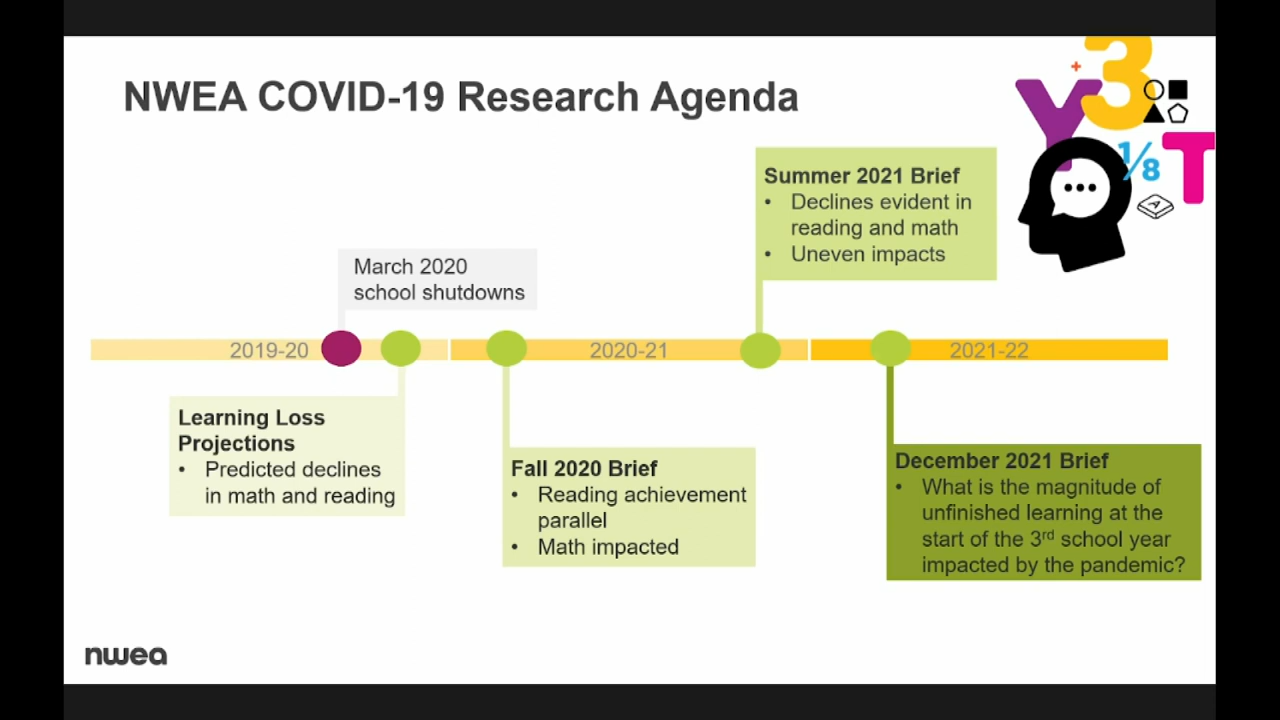 NWEA COVID-19 Research Agenda
Y
3
+
1/8
T
A
Summer 2021 Brief
• Declines evident in
reading and math
• Uneven impacts
March 2020
school shutdowns
2019-20
2020-21
2021-22
Learning Loss
Projections
• Predicted declines
in math and reading
Fall 2020 Brief
• Reading achievement
parallel
• Math impacted
December 2021 Brief
• What is the magnitude of
unfinished learning at the
start of the 3rd school year
impacted by the pandemic?
nwea